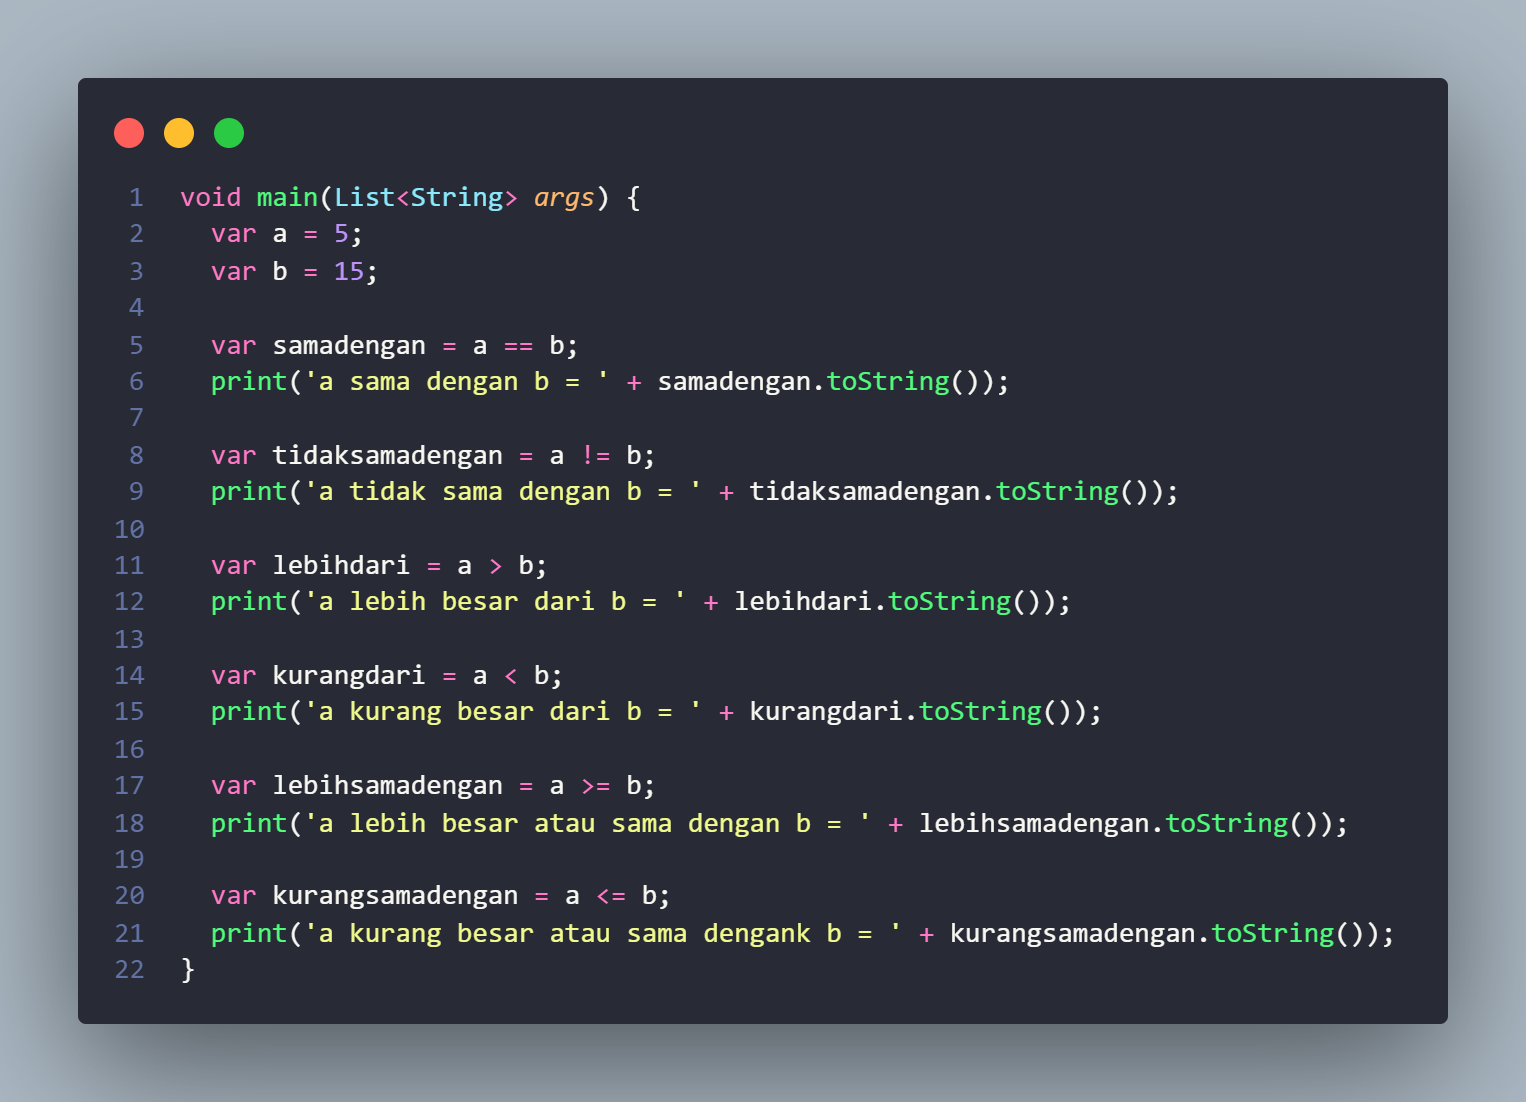 1 void main(List<String> args) {
2 var a = 5;
3 var b = 15;
4
5 var samadengan = a == b;
6 print('a sama dengan b = ' + samadengan.toString());
7
8 var tidaksamadengan = a != b;
9 print('a tidak sama dengan b = ' + tidaksamadengan.toString());
10
11 var lebihdari = a > b;
12 print('a lebih besar dari b = ' + lebihdari.toString());
13
14 var kurangdari = a < b;
15 print('a kurang besar dari b = ' + kurangdari.toString());
16
17 var lebihsamadengan = a >= b;
18 print('a lebih besar atau sama dengan b = ' + lebihsamadengan.toString());
19
20 var kurangsamadengan = a <= b;
21 print('a kurang besar atau sama dengank b = ' + kurangsamadengan.toString());
22 }